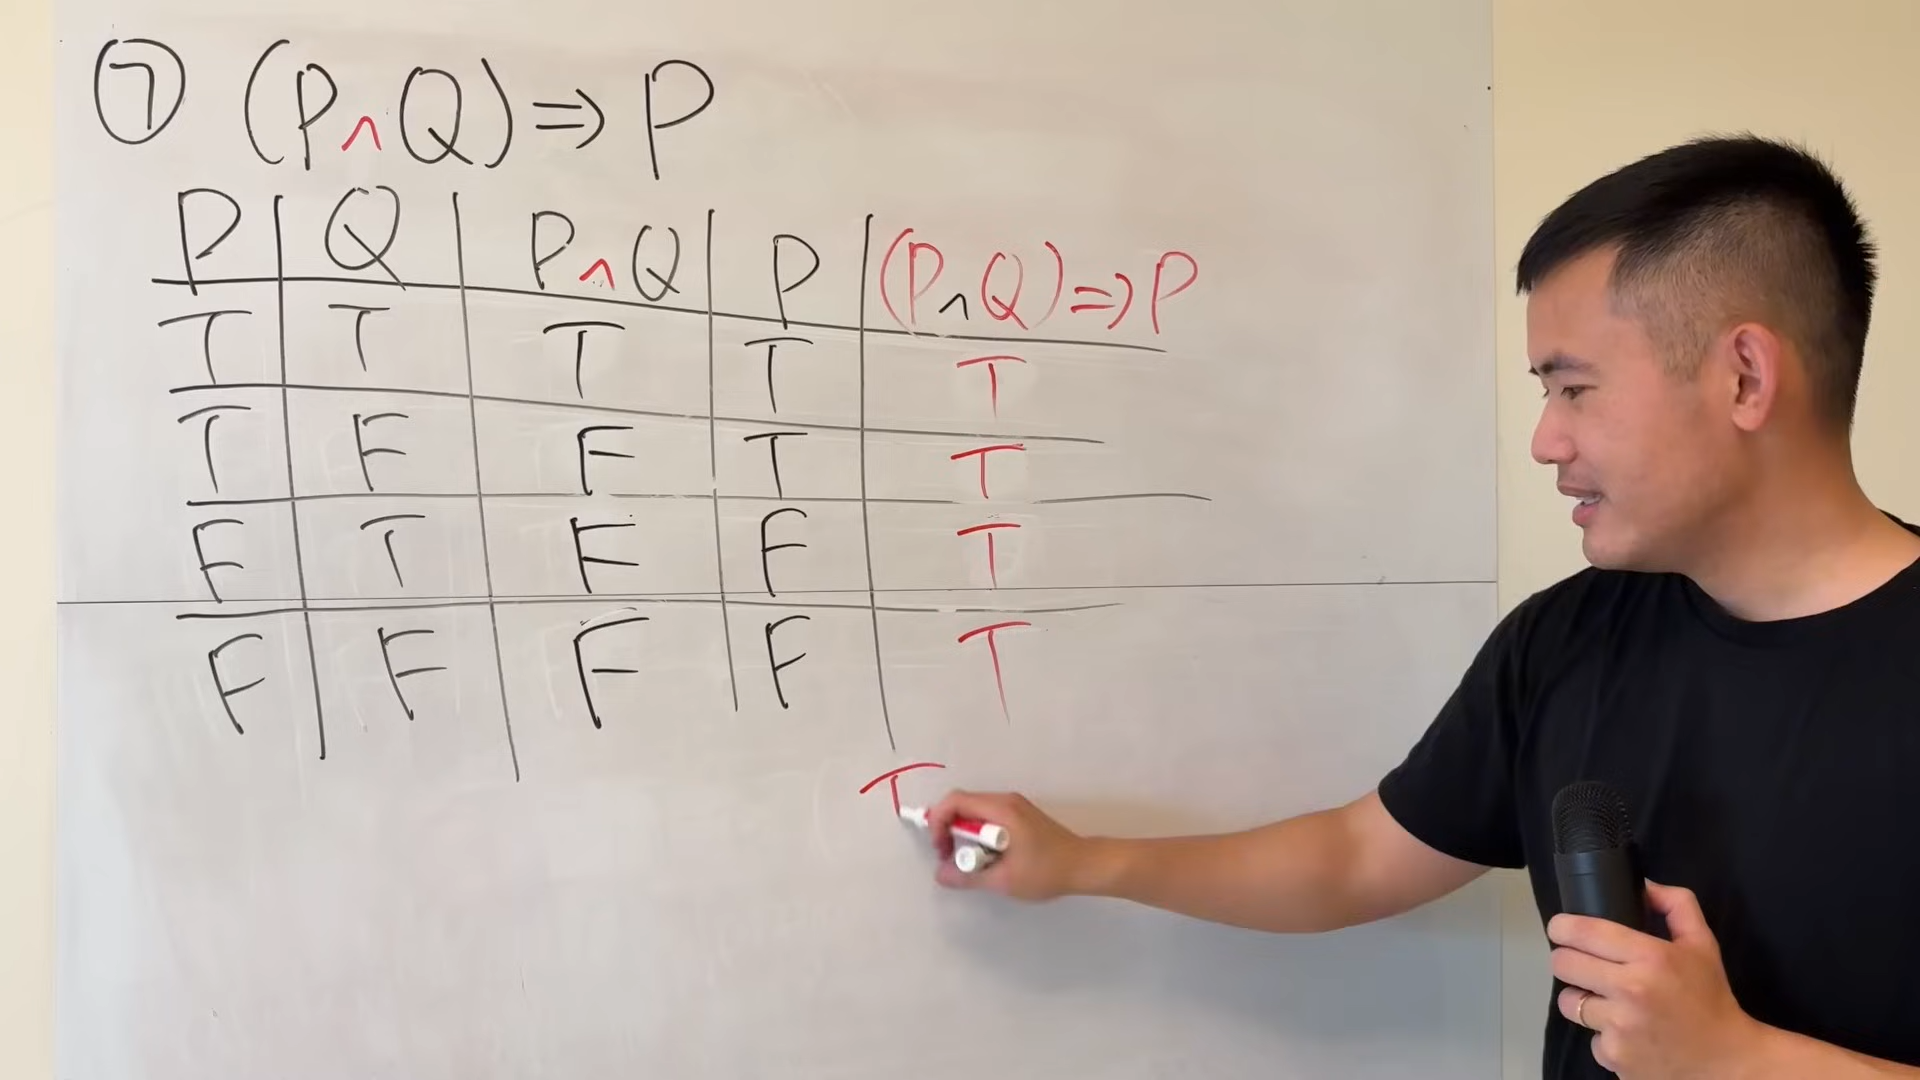 ⑦ (P∧Q)⇒P
P Q P∧Q P (P∧Q)⇒P
T T T T T
T F F T T
F T F F T
F F F F T
T